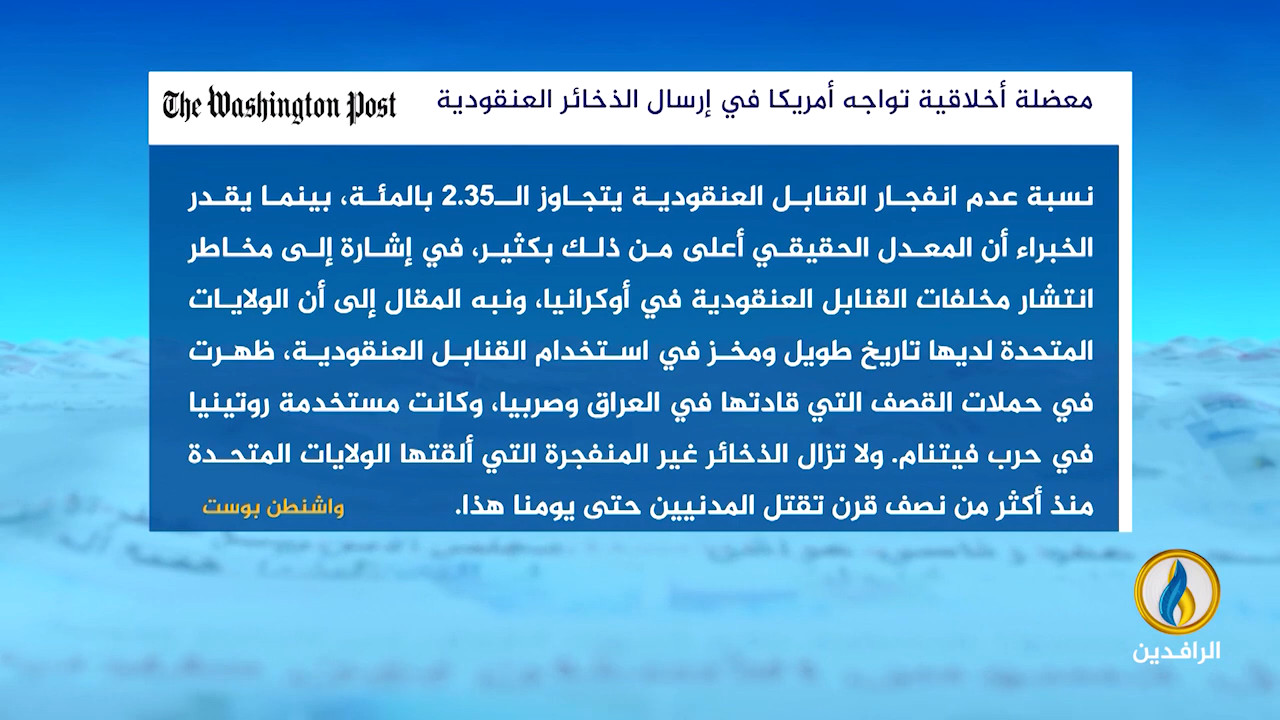 معضلة أخلاقية تواجه أمريكا في إرسال الذخائر العنقودية
The Washington Post
نسبة عدم انفجار القنابل العنقودية يتجاوز الـ2.35 بالمئة، بينما يقدر
الخبراء أن المعدل الحقيقي أعلى من ذلك بكثير، في إشارة إلى مخاطر
انتشار مخلفات القنابل العنقودية في أوكرانيا، ونبه المقال إلى أن الولايات
المتحدة لديها تاريخ طويل ومخز في استخدام القنابل العنقودية، ظهرت
في حملات القصف التي قادتها في العراق وصربيا، وكانت مستخدمة روتينيا
في حرب فيتنام. ولا تزال الذخائر غير المنفجرة التي ألقتها الولايات المتحدة
منذ أكثر من نصف قرن تقتل المدنيين حتى يومنا هذا.
واشنطن بوست
الرافدين